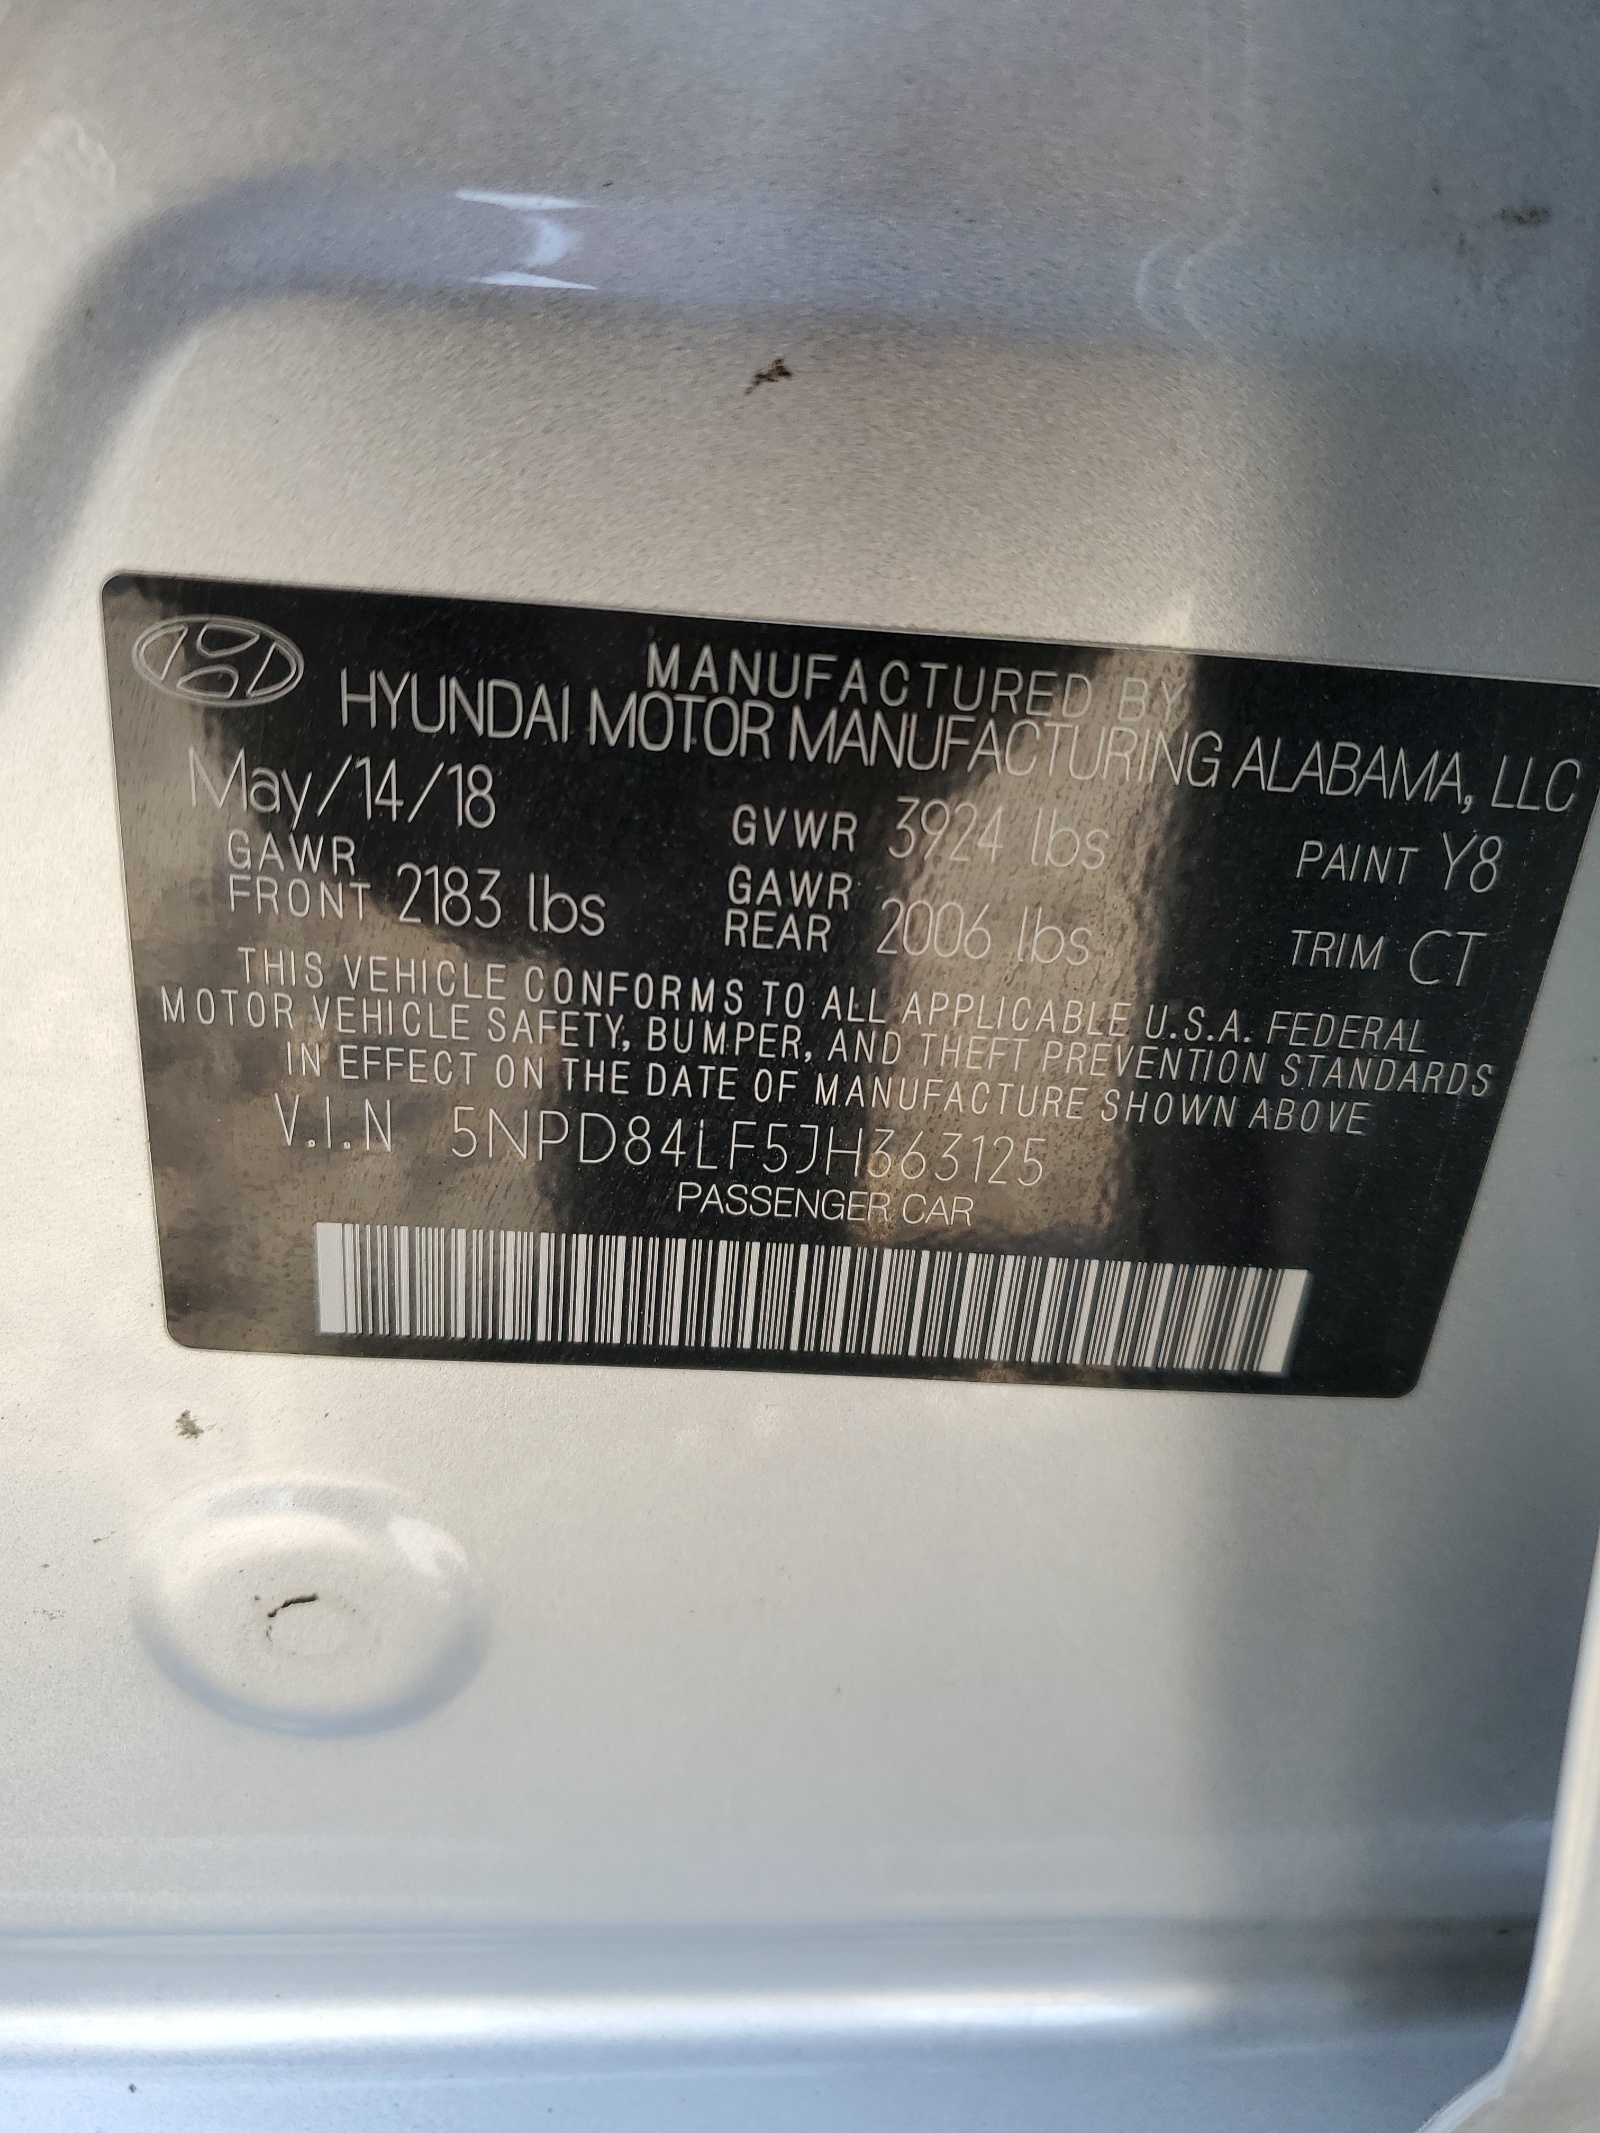 MANUFACTURED BY
HYUNDAI MOTOR MANUFACTURING ALABAMA, LLC
May/14/18 GVWR 3924 lbs PAINT Y8
GAWR FRONT 2183 lbs GAWR REAR 2006 lbs TRIM CT
THIS VEHICLE CONFORMS TO ALL APPLICABLE U.S.A. FEDERAL
MOTOR VEHICLE SAFETY, BUMPER, AND THEFT PREVENTION STANDARDS
IN EFFECT ON THE DATE OF MANUFACTURE SHOWN ABOVE
V.I.N 5NPD84LF5JH363125
PASSENGER CAR